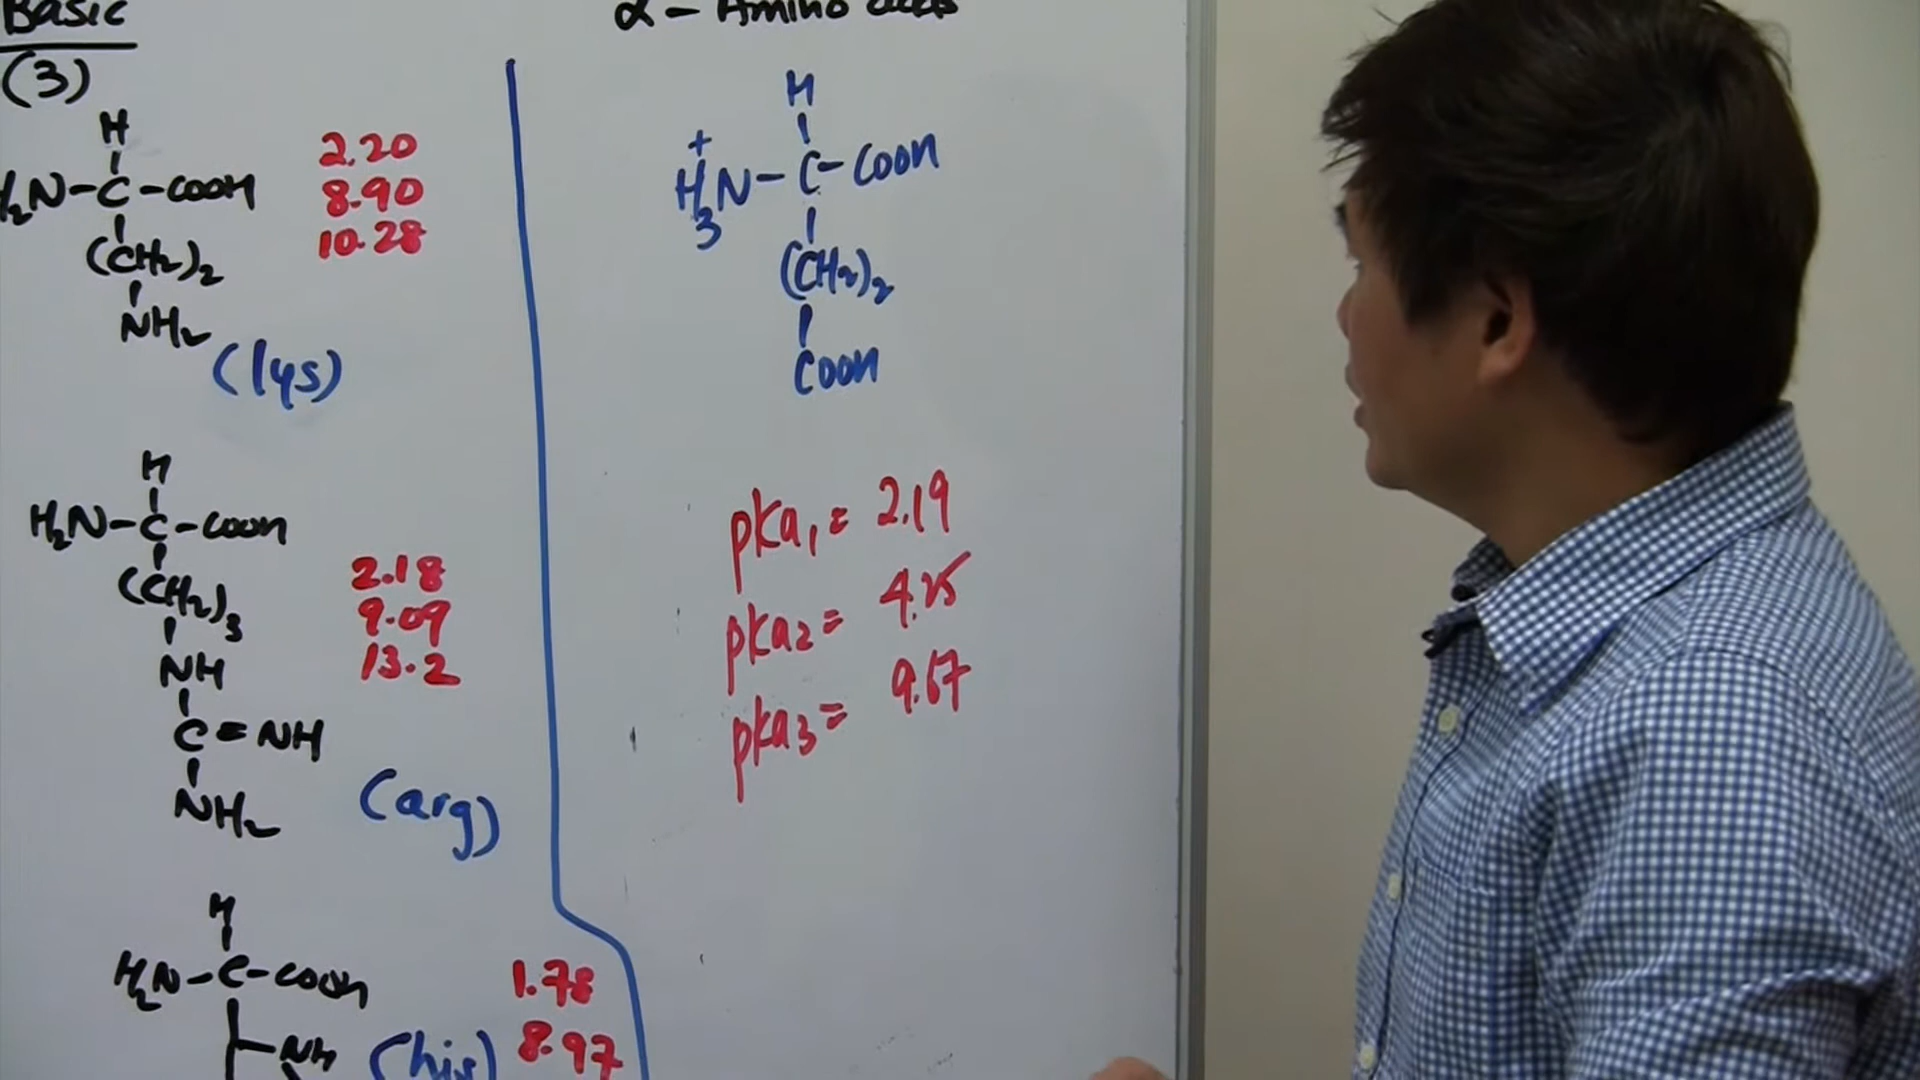 Basic
(3)
H
H₂N-C-COOH
(CH₂)₂
NH₂
(lys)
2.20
8.90
10.28
H
H₂N-C-COOH
(CH₂)₃
NH
C=NH
NH₂
(arg)
2.18
9.09
13.2
H
H₂N-C-COOH
NH
(his)
1.78
8.97
α - Amino acids
H
+
H₃N-C-COOH
(CH₂)₂
COOH
pka₁= 2.19
pka₂= 4.25
pka₃= 9.67